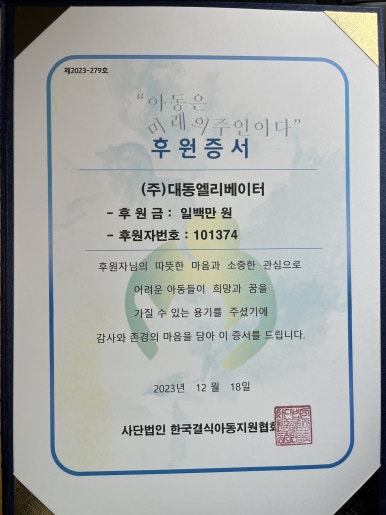 제2023-279호
“아동은
미래의주인이다”
후원증서
(주)대동엘리베이터
- 후 원 금 : 일백만 원
- 후원자번호 : 101374
후원자님의 따뜻한 마음과 소중한 관심으로
어려운 아동들이 희망과 꿈을
가질 수 있는 용기를 주셨기에
감사와 존경의 마음을 담아 이 증서를 드립니다.
2023년 12월 18일
사단법인 한국결식아동지원협회